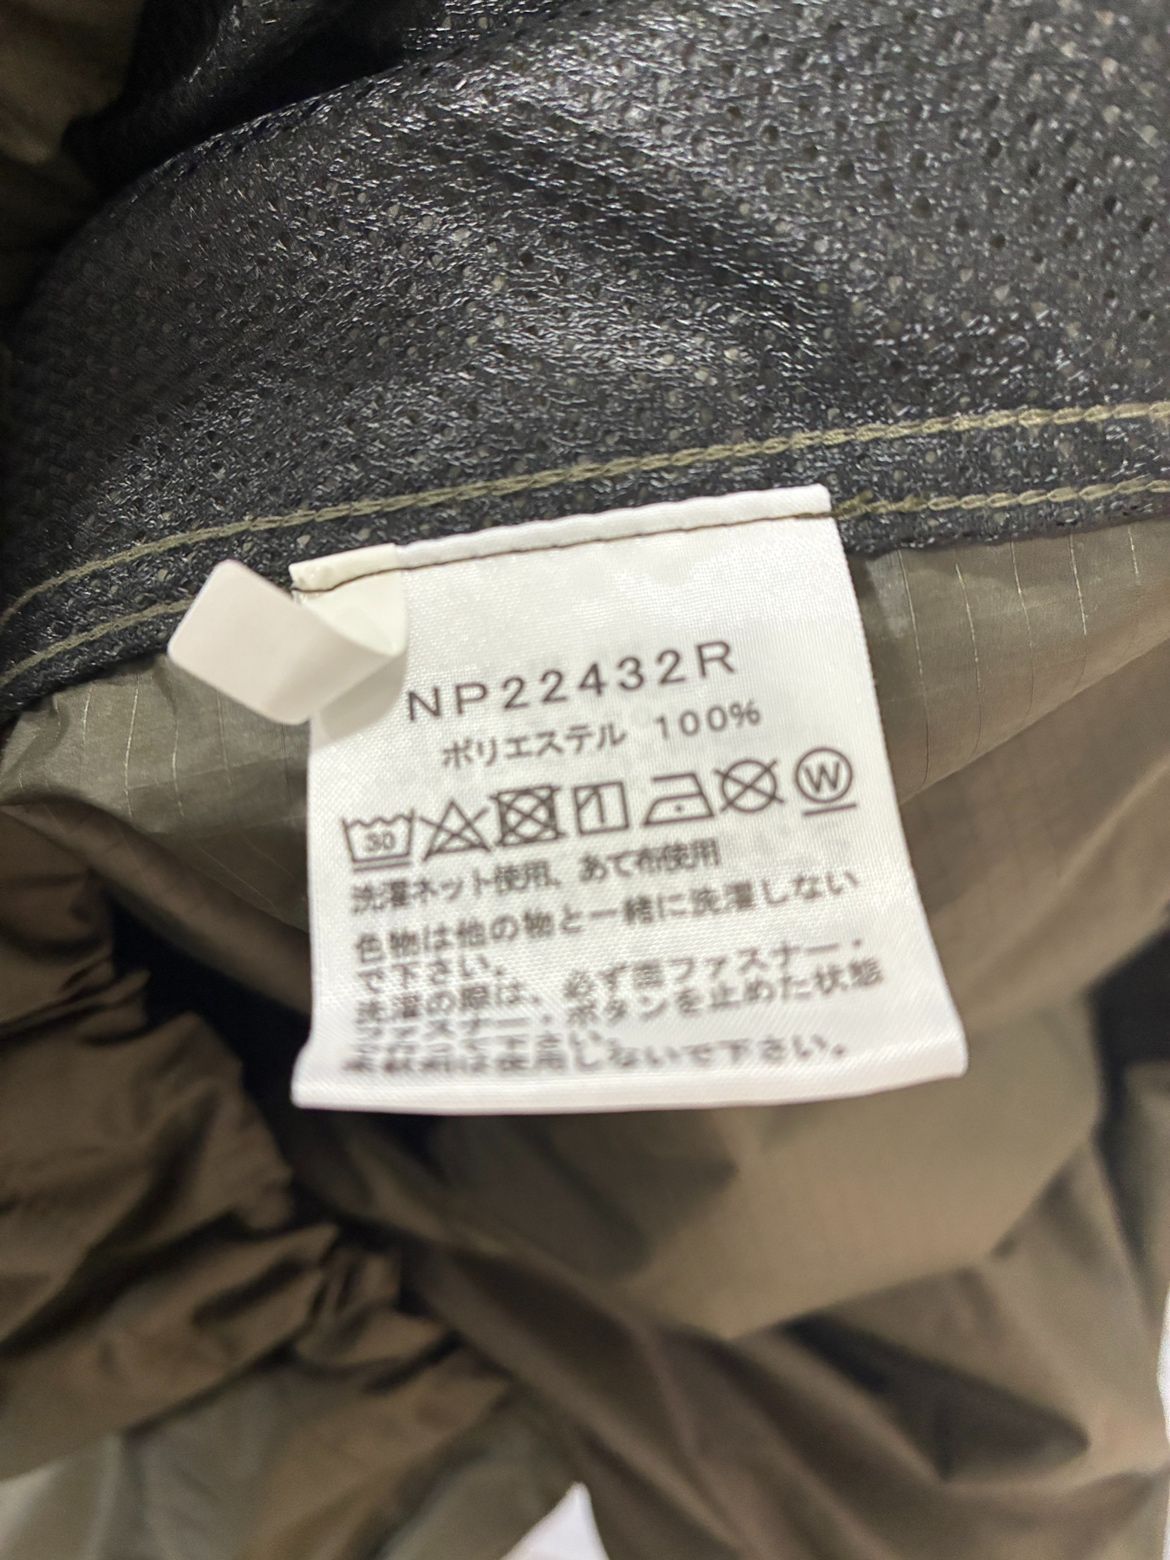 NP22432R
ポリエステル 100%
30 W
洗濯ネット使用、あて布使用
色物は他の物と一緒に洗濯しない
で下さい。
洗濯の際は、必ず面ファスナー・
ファスナー・ボタンを止めた状態
下さい。
柔軟剤は使用しないで下さい。